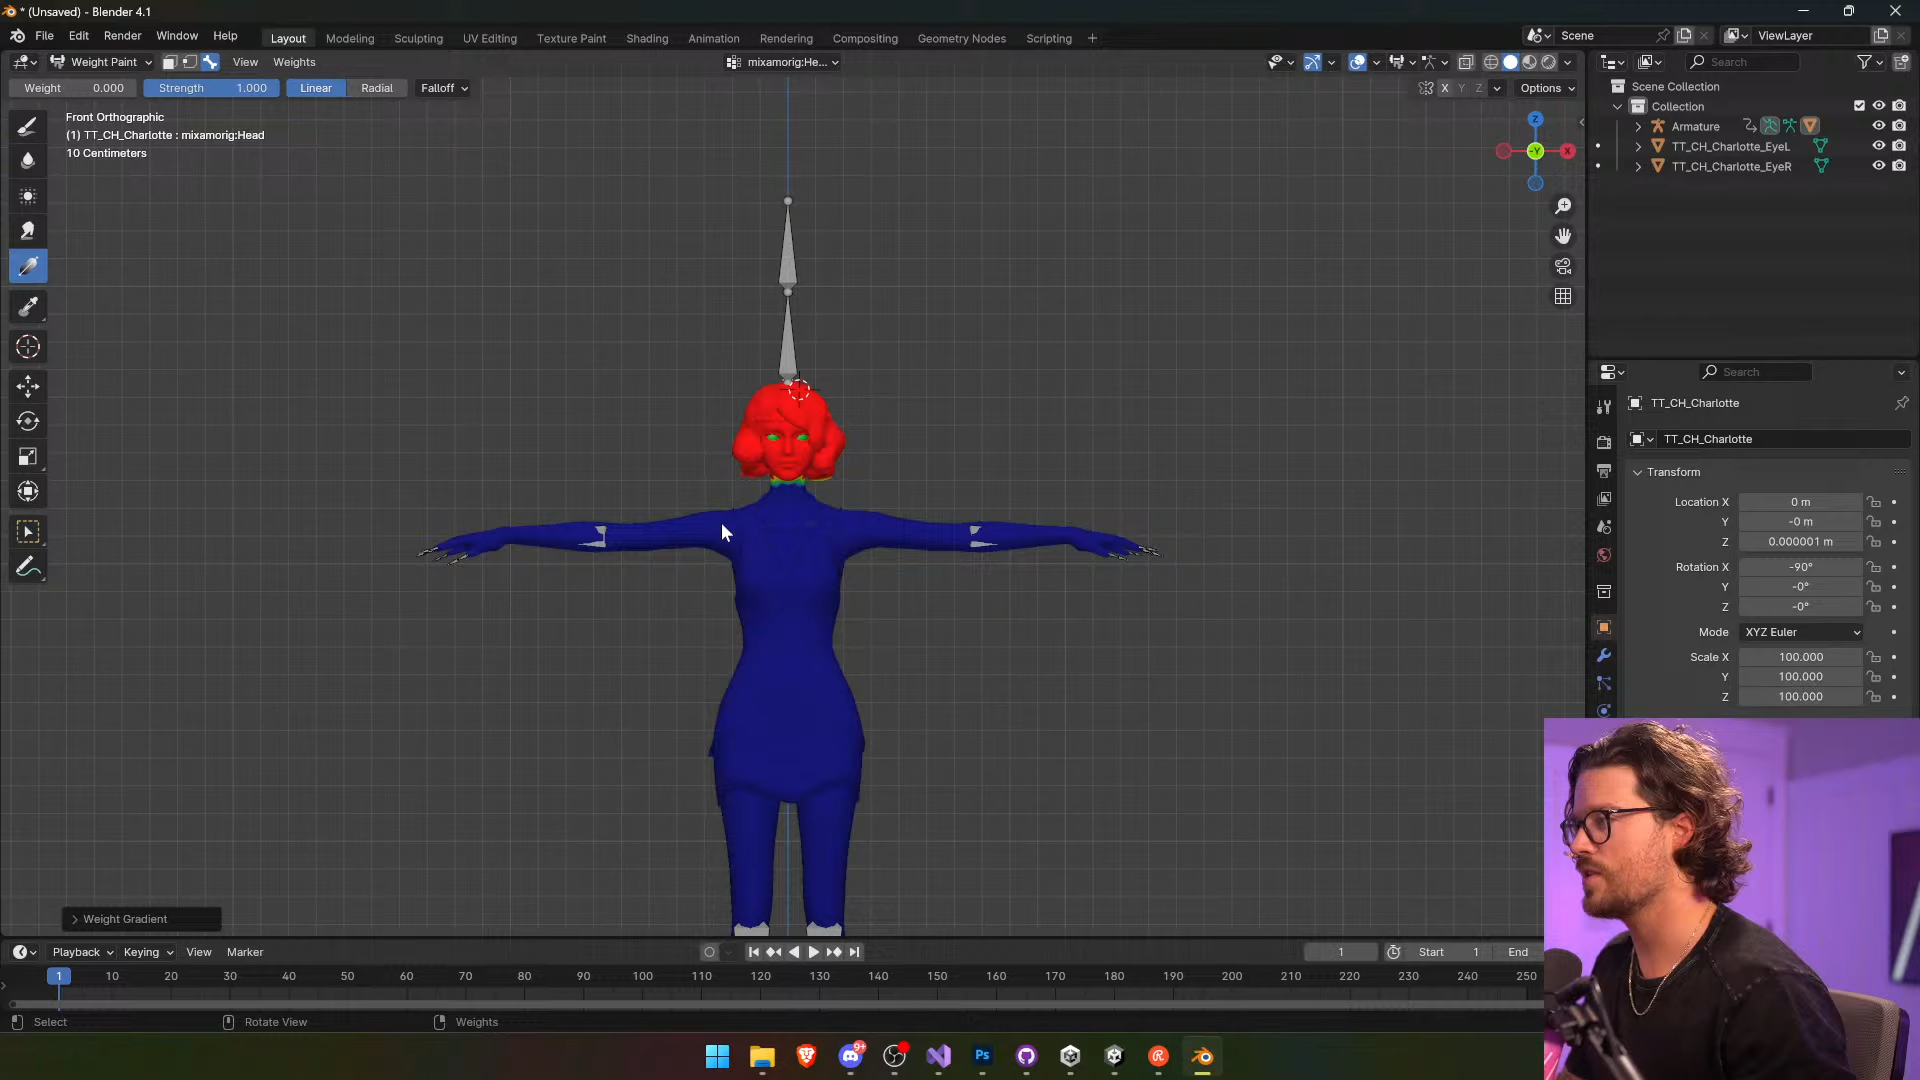 * (Unsaved) - Blender 4.1
File Edit Render Window Help
Layout Modeling Sculpting UV Editing Texture Paint Shading Animation Rendering Compositing Geometry Nodes Scripting +
Scene
ViewLayer
Weight Paint View Weights
mixamorig:He...
Search
Weight 0.000 Strength 1.000 Linear Radial Falloff
X Y Z Options
Front Orthographic
(1) TT_CH_Charlotte : mixamorig:Head
10 Centimeters
Z
-Y
X
Scene Collection
Collection
Armature
TT_CH_Charlotte_EyeL
TT_CH_Charlotte_EyeR
Search
TT_CH_Charlotte
TT_CH_Charlotte
Transform
Location X 0 m
Y -0 m
Z 0.000001 m
Rotation X -90°
Y -0°
Z -0°
Mode XYZ Euler
Scale X 100.000
Y 100.000
Z 100.000
Weight Gradient
Playback Keying View Marker
1 Start 1 End
1 10 20 30 40 50 60 70 80 90 100 110 120 130 140 150 160 170 180 190 200 210 220 230 240 250
Select Rotate View Weights
9+
Ps